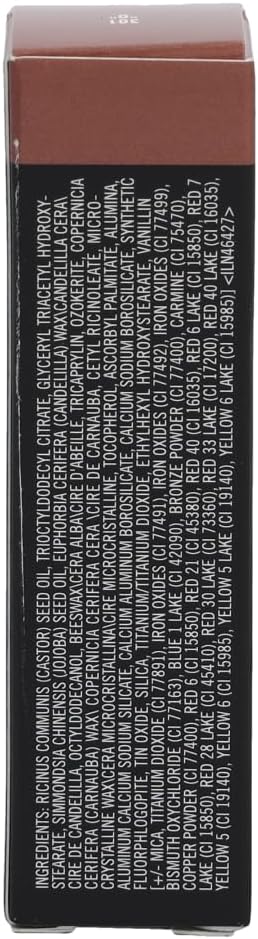 INGREDIENTS: RICINUS COMMUNIS (CASTOR) SEED OIL, TRIOCTYLDODECYL CITRATE, GLYCERYL TRIACETYL HYDROXY-
STEARATE, SIMMONDSIA CHINENSIS (JOJOBA) SEED OIL, EUPHORBIA CERIFERA (CANDELILLA) WAX\CANDELILLA CERA\
CIRE DE CANDELILLA, OCTYLDODECANOL, BEESWAX\CERA ALBA\CIRE D'ABEILLE, TRICAPRYLIN, OZOKERITE, COPERNICIA
CERIFERA (CARNAUBA) WAX\ COPERNICIA CERIFERA CERA \CIRE DE CARNAUBA, CETYL RICINOLEATE, MICRO-
CRYSTALLINE WAX\CERA MICROCRISTALLINA\CIRE MICROCRISTALLINE, TOCOPHEROL, ASCORBYL PALMITATE, ALUMINA,
ALUMINUM CALCIUM SODIUM SILICATE, CALCIUM ALUMINUM BOROSILICATE, CALCIUM SODIUM BOROSILICATE, SYNTHETIC
FLUORPHLOGOPITE, TIN OXIDE, SILICA, TITANIUM/TITANIUM DIOXIDE, ETHYLHEXYL HYDROXYSTEARATE, VANILLIN
[+/- MICA, TITANIUM DIOXIDE (CI 77891), IRON OXIDES (CI 77491), IRON OXIDES (CI 77492), IRON OXIDES (CI 77499),
BISMUTH OXYCHLORIDE (CI 77163), BLUE 1 LAKE (CI 42090), BRONZE POWDER (CI 77400), CARMINE (CI 75470),
COPPER POWDER (CI 77400), RED 6 (CI 15850), RED 21 (CI 45380), RED 40 (CI 16035), RED 6 LAKE (CI 15850), RED 7
LAKE (CI 15850), RED 28 LAKE (CI 45410), RED 30 LAKE (CI 73360), RED 33 LAKE (CI 17200), RED 40 LAKE (CI 16035),
YELLOW 5 (CI 19140), YELLOW 6 (CI 15985), YELLOW 5 LAKE (CI 19140), YELLOW 6 LAKE (CI 15985)] <ILN46427>